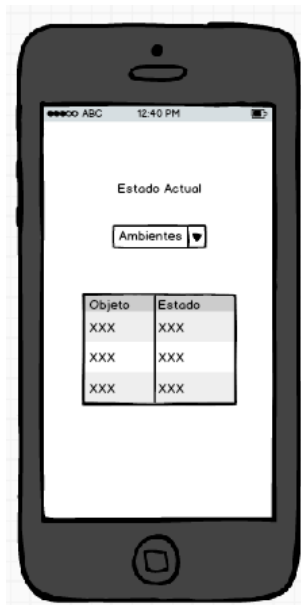 ABC 12:40 PM
Estado Actual
Ambientes
Objeto Estado
XXX XXX
XXX XXX
XXX XXX